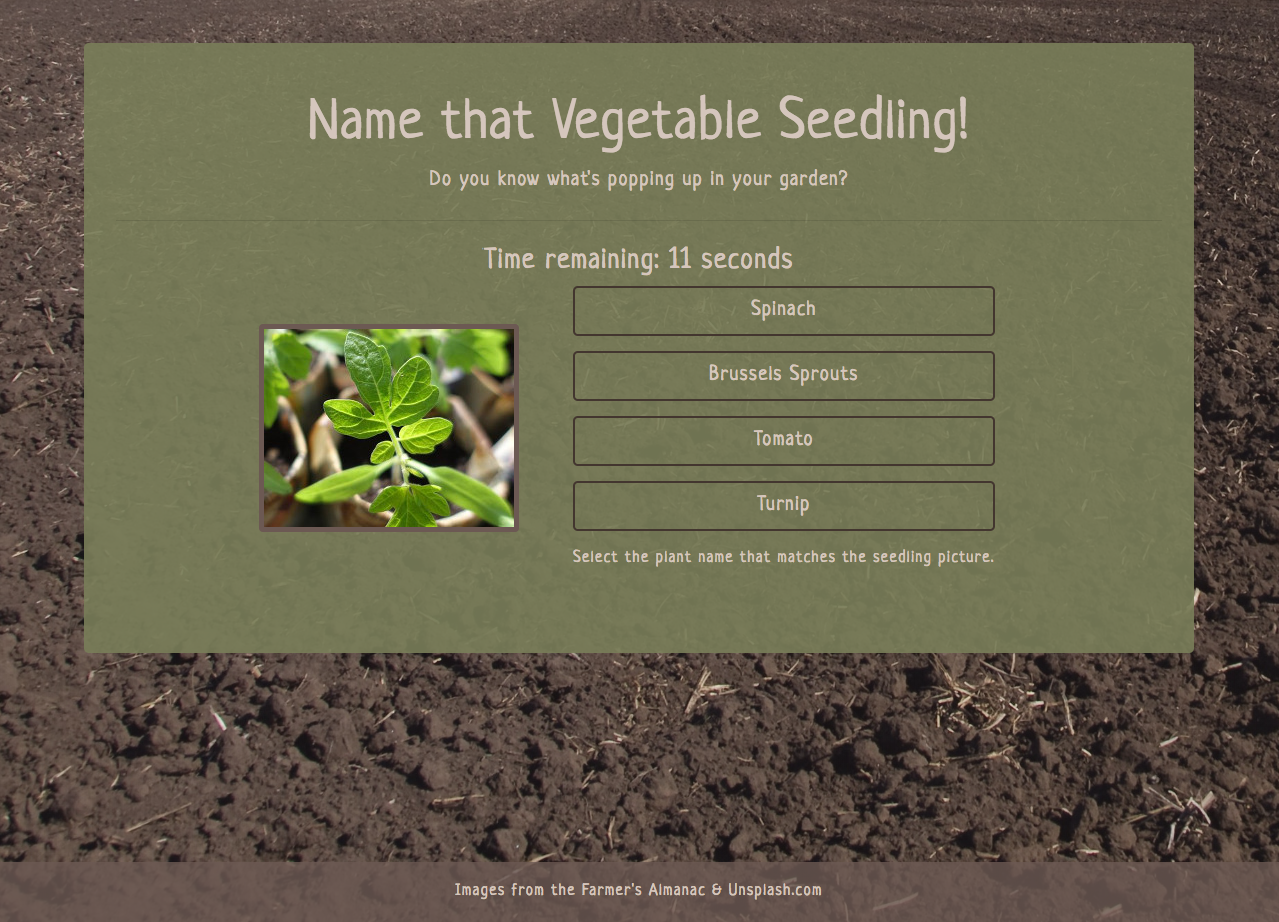 Name that Vegetable Seedling!
Do you know what's popping up in your garden?
Time remaining: 11 seconds
Spinach
Brussels Sprouts
Tomato
Turnip
Select the plant name that matches the seedling picture.
Images from the Farmer's Almanac & Unsplash.com